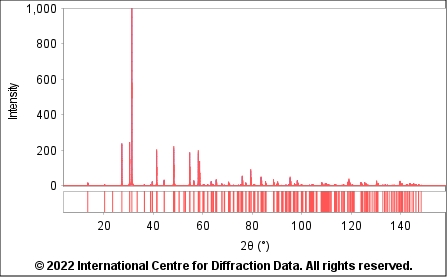 1,000
800
600
400
200
0
Intensity
20 40 60 80 100 120 140
2θ (°)
© 2022 International Centre for Diffraction Data. All rights reserved.